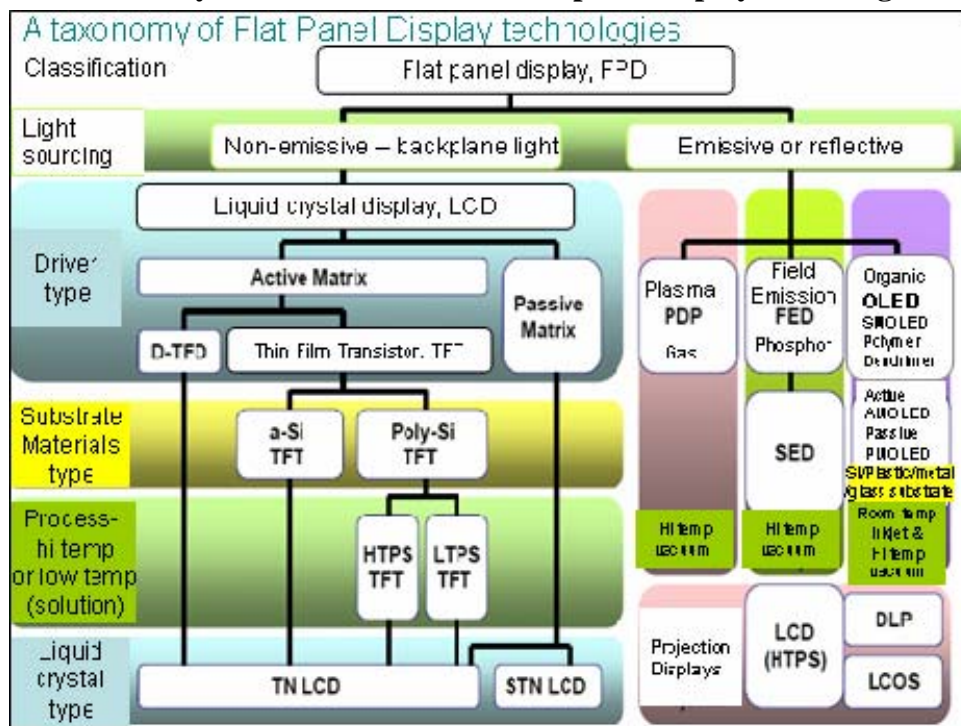 A taxonomy of Flat Panel Display technologies
Classification
Flat panel display, FPD
Light
sourcing
Non-emissive – backplane light
Emissive or reflective
Liquid crystal display, LCD
Driver
type
Active Matrix
Passive
Matrix
D-TFD
Thin Film Transistor, TFT
Plasma
PDP
Gas
Field
Emission
FED
Phosphor
Organic
OLED
SMOLED
Polymer
Dendrimer
Substrate
Materials
type
a-Si
TFT
Poly-Si
TFT
SED
Active
AMOLED
Passive
PMOLED
Si/Plastic/metal
/glass substrate
Process-
hi temp
or low temp
(solution)
HTPS
TFT
LTPS
TFT
Hi temp
vacuum
Hi temp
vacuum
Room temp
Inkjet &
Hi temp
vacuum
Liquid
crystal
type
TN LCD
STN LCD
Projection
Displays
LCD
(HTPS)
DLP
LCOS